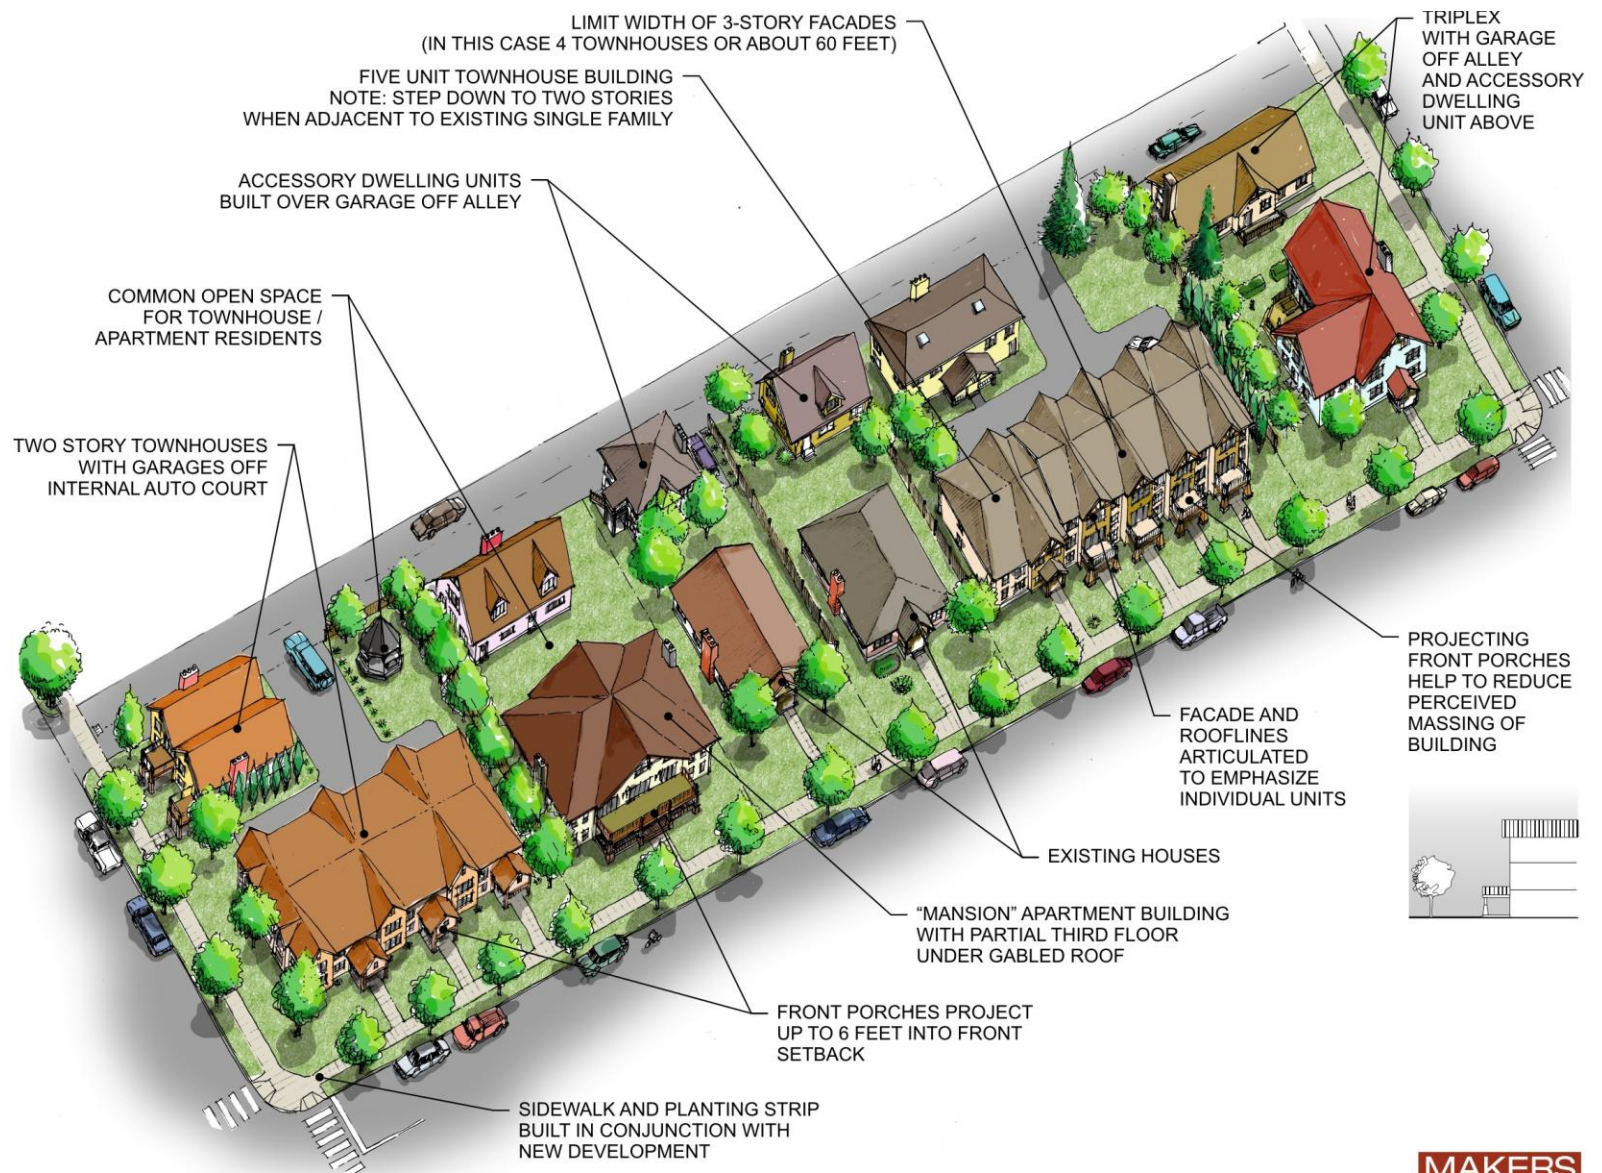 LIMIT WIDTH OF 3-STORY FACADES
(IN THIS CASE 4 TOWNHOUSES OR ABOUT 60 FEET)
TRIPLEX
WITH GARAGE
OFF ALLEY
AND ACCESSORY
DWELLING
UNIT ABOVE
FIVE UNIT TOWNHOUSE BUILDING
NOTE: STEP DOWN TO TWO STORIES
WHEN ADJACENT TO EXISTING SINGLE FAMILY
ACCESSORY DWELLING UNITS
BUILT OVER GARAGE OFF ALLEY
COMMON OPEN SPACE
FOR TOWNHOUSE /
APARTMENT RESIDENTS
TWO STORY TOWNHOUSES
WITH GARAGES OFF
INTERNAL AUTO COURT
PROJECTING
FRONT PORCHES
HELP TO REDUCE
PERCEIVED
MASSING OF
BUILDING
FACADE AND
ROOFLINES
ARTICULATED
TO EMPHASIZE
INDIVIDUAL UNITS
EXISTING HOUSES
“MANSION” APARTMENT BUILDING
WITH PARTIAL THIRD FLOOR
UNDER GABLED ROOF
FRONT PORCHES PROJECT
UP TO 6 FEET INTO FRONT
SETBACK
SIDEWALK AND PLANTING STRIP
BUILT IN CONJUNCTION WITH
NEW DEVELOPMENT
MAKERS